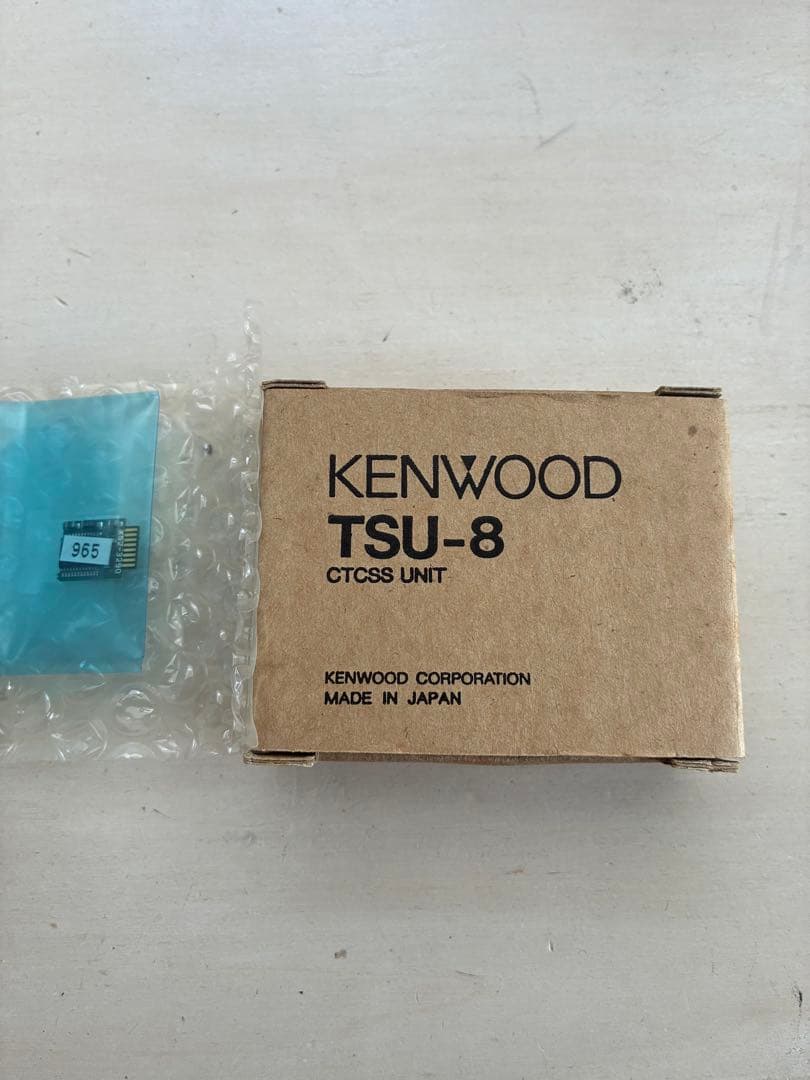 KENWOOD
TSU-8
CTCSS UNIT
KENWOOD CORPORATION
MADE IN JAPAN
965